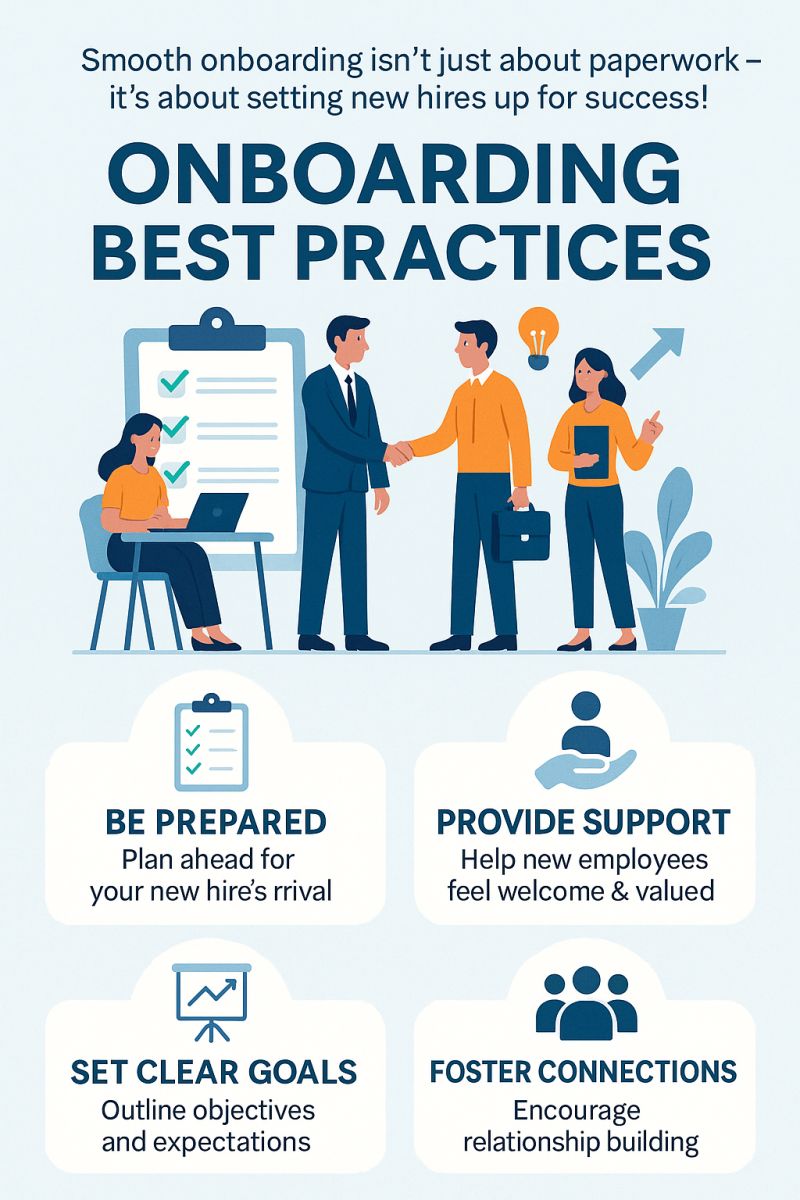 Smooth onboarding isn't just about paperwork –
it's about setting new hires up for success!
ONBOARDING
BEST PRACTICES
BE PREPARED
Plan ahead for
your new hire's rrival
PROVIDE SUPPORT
Help new employees
feel welcome & valued
SET CLEAR GOALS
Outline objectives
and expectations
FOSTER CONNECTIONS
Encourage
relationship building